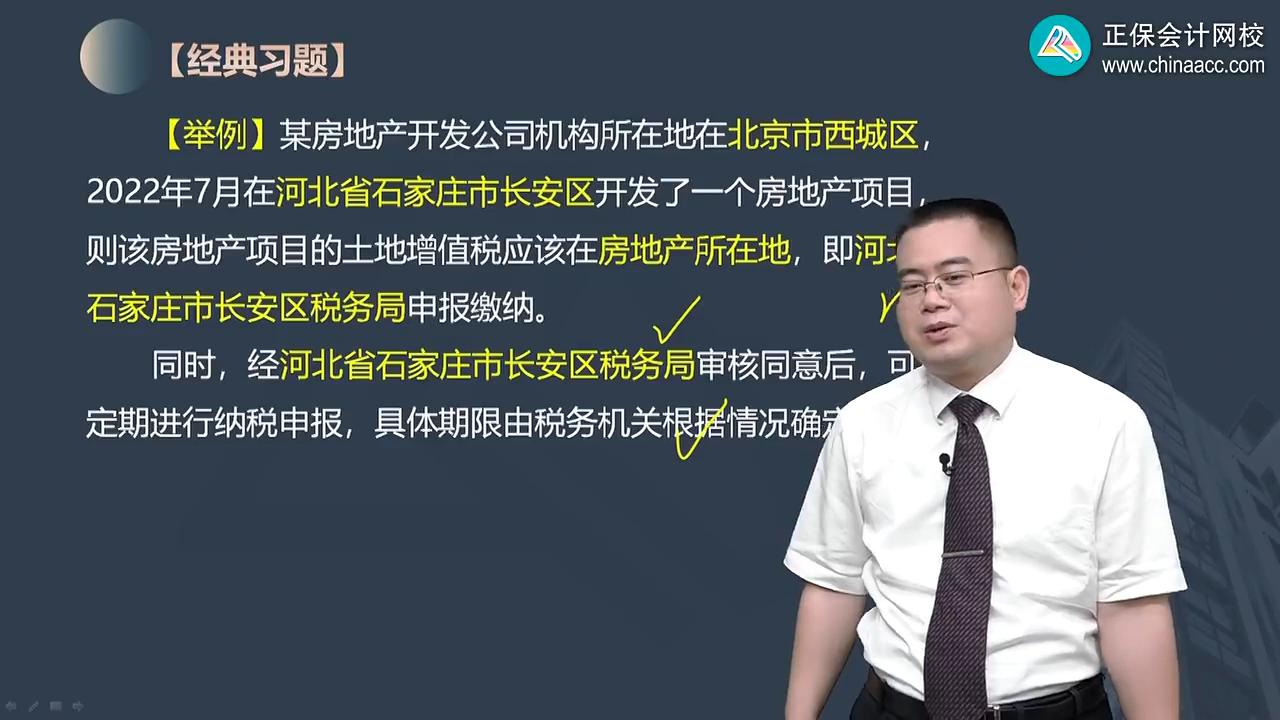 正保会计网校
www.chinaacc.com
【经典习题】
【举例】某房地产开发公司机构所在地在北京市西城区，
2022年7月在河北省石家庄市长安区开发了一个房地产项目，
则该房地产项目的土地增值税应该在房地产所在地，即河
石家庄市长安区税务局申报缴纳。
同时，经河北省石家庄市长安区税务局审核同意后，可
定期进行纳税申报，具体期限由税务机关根据情况确